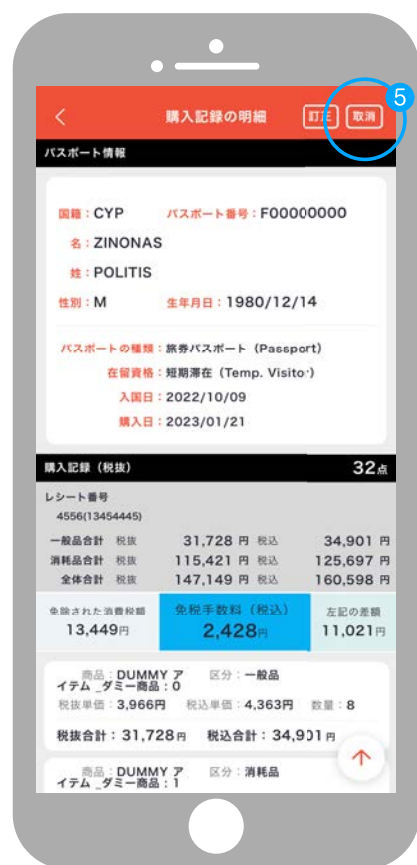 5
購入記録の明細 訂正 取消
パスポート情報
国籍：CYP パスポート番号：F00000000
名：ZINONAS
姓：POLITIS
性別：M 生年月日：1980/12/14
パスポートの種類：旅券パスポート（Passport）
在留資格：短期滞在（Temp. Visitor）
入国日：2022/10/09
購入日：2023/01/21
購入記録（税抜） 32点
レシート番号
4556(13454445)
一般品合計 税抜 31,728 円 税込 34,901 円
消耗品合計 税抜 115,421 円 税込 125,697 円
全体合計 税抜 147,149 円 税込 160,598 円
免除された消費税額 免税手数料（税込） 左記の差額
13,449円 2,428円 11,021円
商品：DUMMY ア 区分：一般品
イテム _ダミー商品：0
税抜単価：3,966円 税込単価：4,363円 数量：8
税抜合計：31,728円 税込合計：34,901円
商品：DUMMY ア 区分：消耗品
イテム _ダミー商品：1